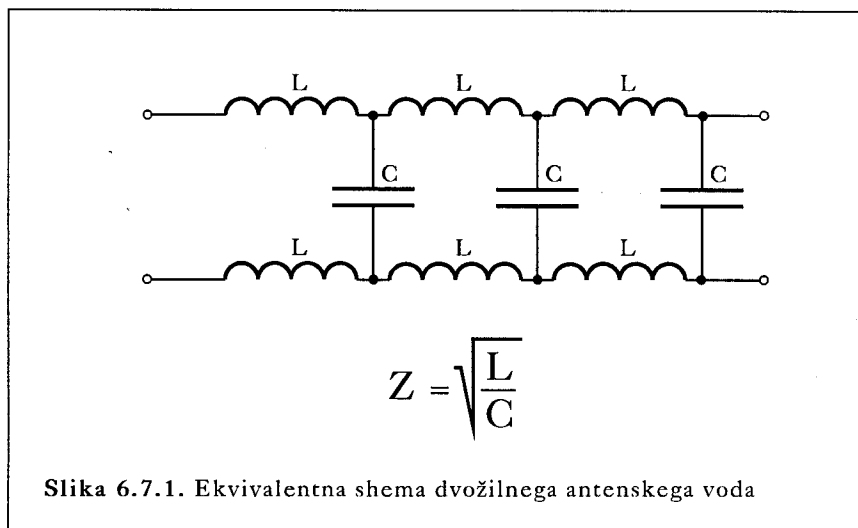 L L L
C C C
L L L
Z = √(L/C)
Slika 6.7.1. Ekvivalentna shema dvožilnega antenskega voda